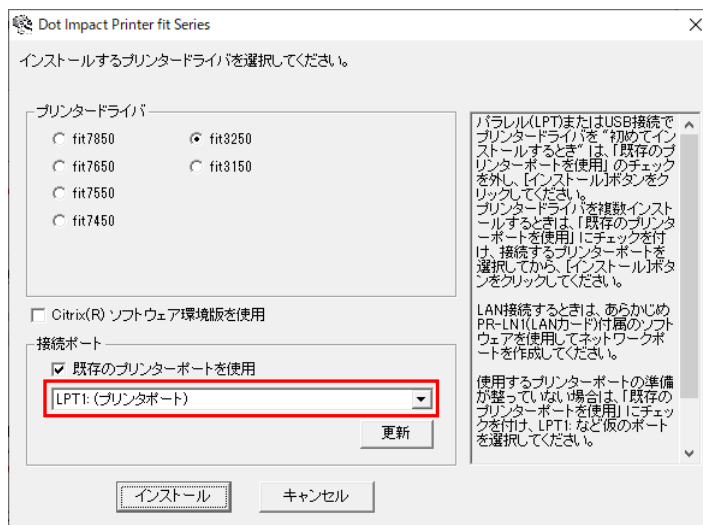 Dot Impact Printer fit Series
インストールするプリンタードライバを選択してください。
プリンタードライバ
fit7850
fit3250
fit7650
fit3150
fit7550
fit7450
Citrix(R) ソフトウェア環境版を使用
接続ポート
既存のプリンターポートを使用
LPT1: (プリンタポート)
更新
インストール
キャンセル
パラレル(LPT)またはUSB接続で
プリンタードライバを"初めてイン
ストールするとき"は、「既存のプ
リンターポートを使用」のチェック
を外し、[インストール]ボタンをク
リックしてください。
プリンタードライバを複数インスト
ールするときは、「既存のプリンタ
ーポートを使用」にチェックを付
け、接続するプリンターポートを
選択してから、[インストール]ボタ
ンをクリックしてください。
LAN接続するときは、あらかじめ
PR-LN1(LANカード)付属のソフト
ウェアを使用してネットワークポ
ートを作成してください。
使用するプリンターポートの準備
が整っていない場合は、「既存の
プリンターポートを使用」にチェッ
クを付け、LPT1: など仮のポート
を選択してください。